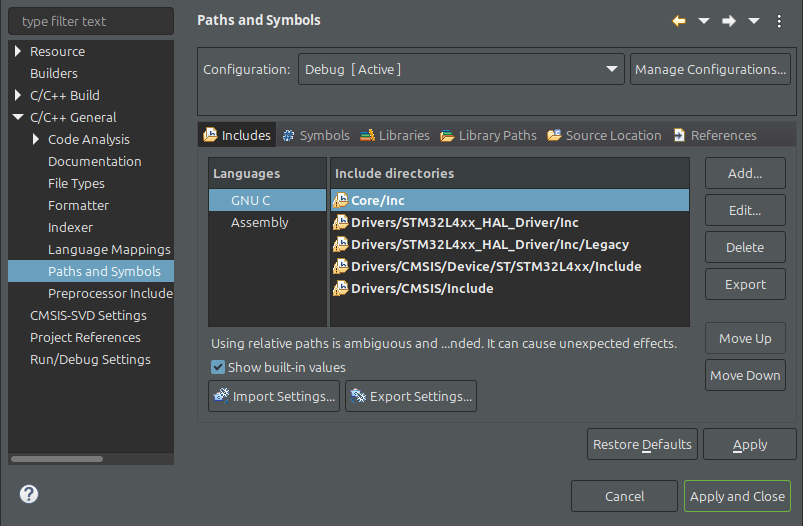 type filter text
Resource
Builders
C/C++ Build
C/C++ General
Code Analysis
Documentation
File Types
Formatter
Indexer
Language Mappings
Paths and Symbols
Preprocessor Include
CMSIS-SVD Settings
Project References
Run/Debug Settings
Paths and Symbols
Configuration:
Debug [ Active ]
Manage Configurations...
Includes
Symbols
Libraries
Library Paths
Source Location
References
Languages
GNU C
Assembly
Include directories
Core/Inc
Drivers/STM32L4xx_HAL_Driver/Inc
Drivers/STM32L4xx_HAL_Driver/Inc/Legacy
Drivers/CMSIS/Device/ST/STM32L4xx/Include
Drivers/CMSIS/Include
Add...
Edit...
Delete
Export
Move Up
Move Down
Using relative paths is ambiguous and ...nded. It can cause unexpected effects.
Show built-in values
Import Settings...
Export Settings...
Restore Defaults
Apply
Cancel
Apply and Close